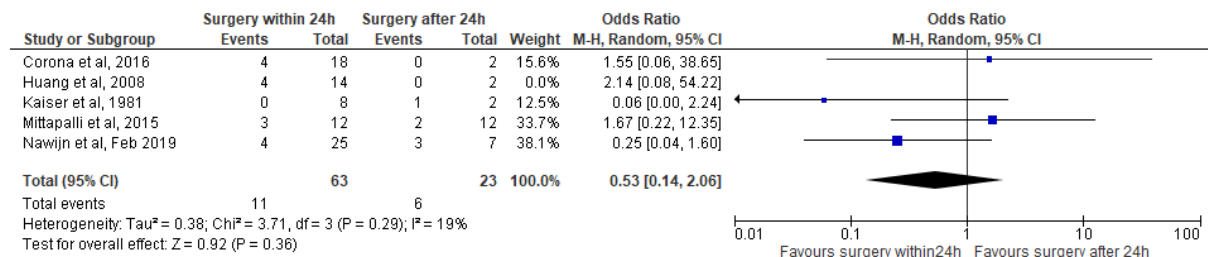 Surgery within 24h Surgery after 24h Odds Ratio Odds Ratio
Study or Subgroup Events Total Events Total Weight M-H, Random, 95% CI M-H, Random, 95% CI
Corona et al, 2016 4 18 0 2 15.6% 1.55 [0.06, 38.65]
Huang et al, 2008 4 14 0 2 0.0% 2.14 [0.08, 54.22]
Kaiser et al, 1981 0 8 1 2 12.5% 0.06 [0.00, 2.24]
Mittapalli et al, 2015 3 12 2 12 33.7% 1.67 [0.22, 12.35]
Nawijn et al, Feb 2019 4 25 3 7 38.1% 0.25 [0.04, 1.60]
Total (95% CI) 63 23 100.0% 0.53 [0.14, 2.06]
Total events 11 6
Heterogeneity: Tau² = 0.38; Chi² = 3.71, df = 3 (P = 0.29); I² = 19%
Test for overall effect: Z = 0.92 (P = 0.36)
0.01 0.1 1 10 100
Favours surgery within24h Favours surgery after 24h